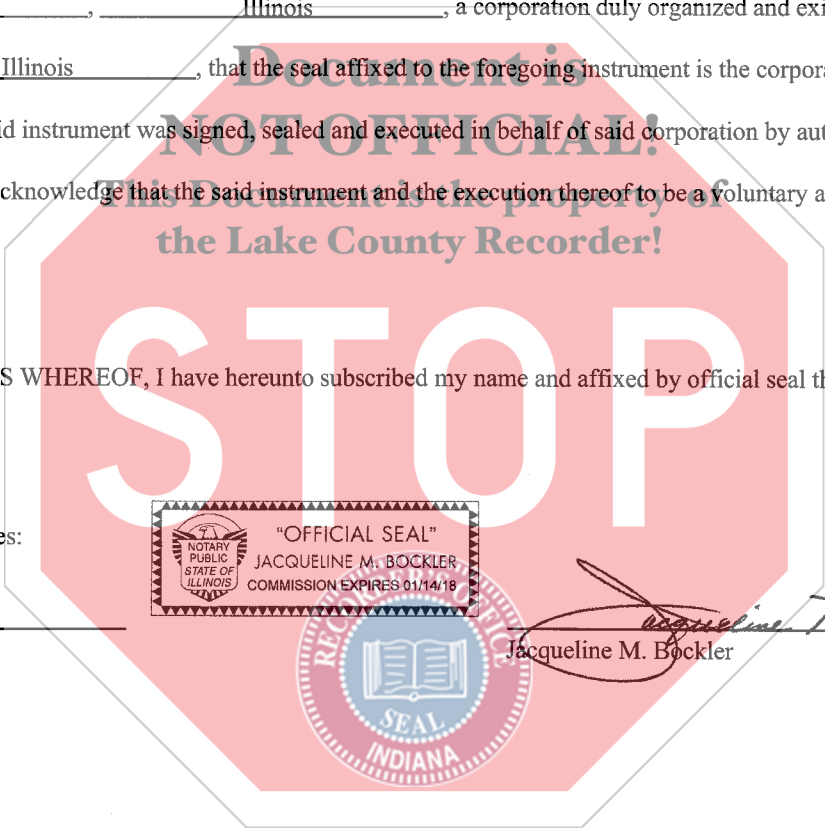 , Illinois, a corporation duly organized and exi
Illinois, that the seal affixed to the foregoing instrument is the corpora
id instrument was signed, sealed and executed in behalf of said corporation by aut
cknowledge that the said instrument and the execution thereof to be a voluntary a
Document is
NOT OFFICIAL!
This Document is the property of
the Lake County Recorder!
STOP
S WHEREOF, I have hereunto subscribed my name and affixed by official seal th
es:
"OFFICIAL SEAL"
JACQUELINE M. BOCKLER
COMMISSION EXPIRES 01/14/18
NOTARY
PUBLIC
STATE OF
ILLINOIS
Jacqueline
Jacqueline M. Bockler
RECORDER'S OFFICE
SEAL
INDIANA